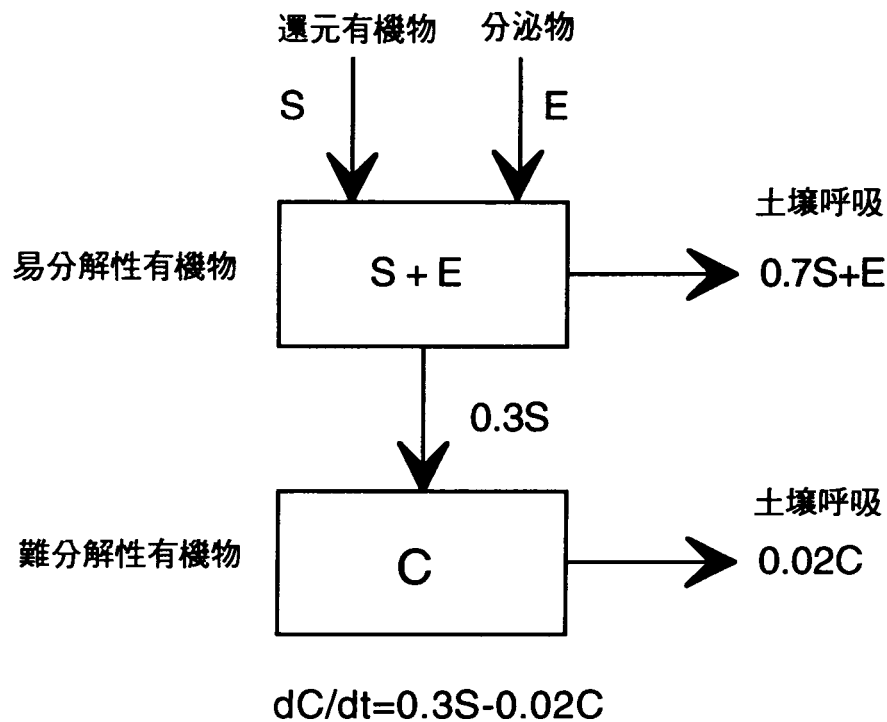 還元有機物 分泌物
S E
土壌呼吸
易分解性有機物 S + E 0.7S+E
0.3S
土壌呼吸
難分解性有機物 C 0.02C
dC/dt=0.3S-0.02C